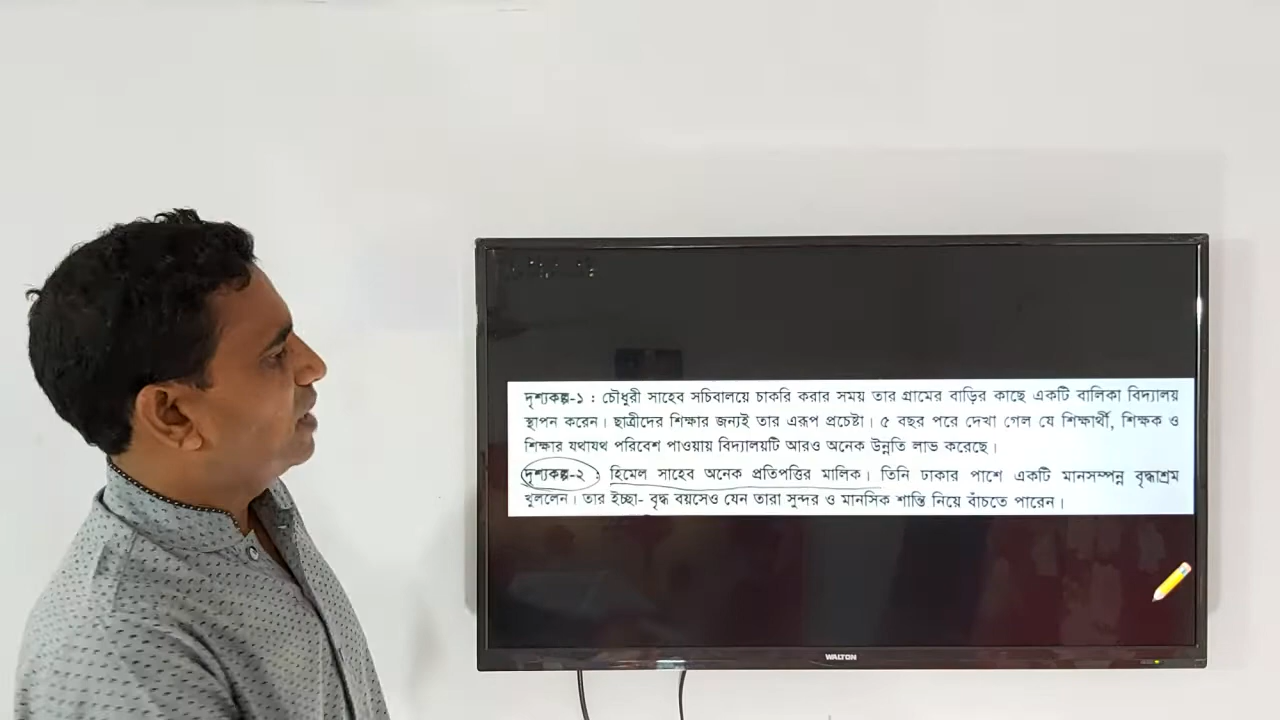 দৃশ্যকল্প-১ : চৌধুরী সাহেব সচিবালয়ে চাকরি করার সময় তার গ্রামের বাড়ির কাছে একটি বালিকা বিদ্যালয়
স্থাপন করেন। ছাত্রীদের শিক্ষার জন্যই তার এরূপ প্রচেষ্টা। ৫ বছর পরে দেখা গেল যে শিক্ষার্থী, শিক্ষক ও
শিক্ষার যথাযথ পরিবেশ পাওয়ায় বিদ্যালয়টি আরও অনেক উন্নতি লাভ করেছে।
দৃশ্যকল্প-২ : হিমেল সাহেব অনেক প্রতিপত্তির মালিক। তিনি ঢাকার পাশে একটি মানসম্পন্ন বৃদ্ধাশ্রম
খুললেন। তার ইচ্ছা- বৃদ্ধ বয়সেও যেন তারা সুন্দর ও মানসিক শান্তি নিয়ে বাঁচতে পারেন।
WALTON